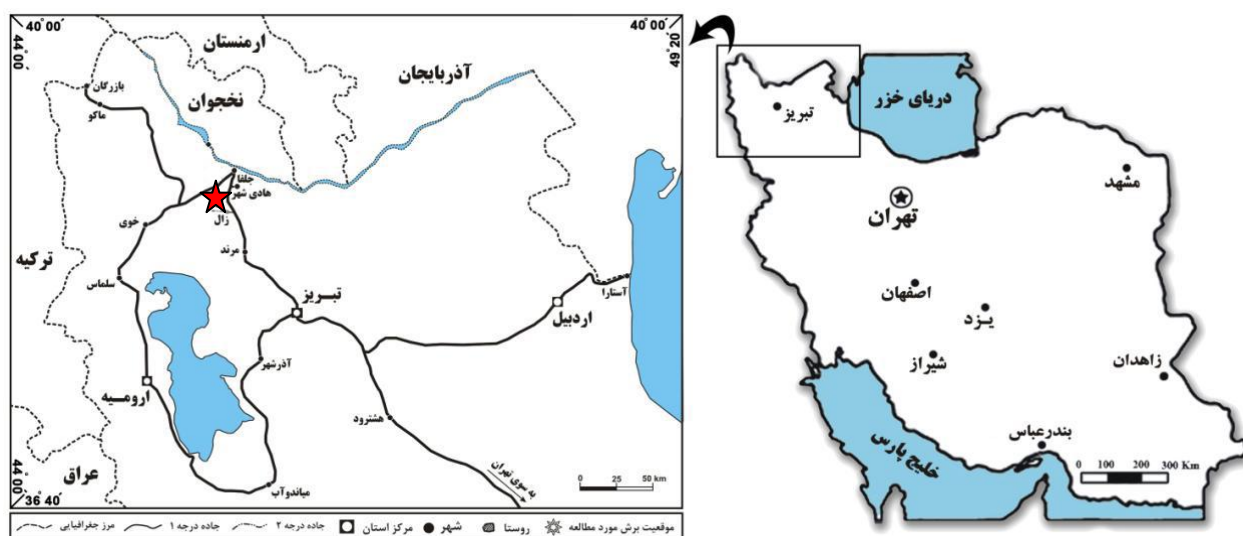 40° 00'
44° 00'
ارمنستان
آذربایجان
40° 00'
49° 20'
بازرگان
ماکو
نخجوان
جلفا
هادی شهر
زال
خوی
مرند
ترکیه
سلماس
تبریز
آستارا
اردبیل
آذرشهر
ارومیه
هشترود
عراق
میاندوآب
به سوی تهران
44° 00'
36° 40'
0 25 50 km
موقعیت برش مورد مطالعه
روستا
شهر
مرکز استان
جاده درجه ۲
جاده درجه ۱
مرز جغرافیایی
دریای خزر
تبریز
مشهد
تهران
اصفهان
یزد
شیراز
زاهدان
بندرعباس
خلیج پارس
0 100 200 300 Km